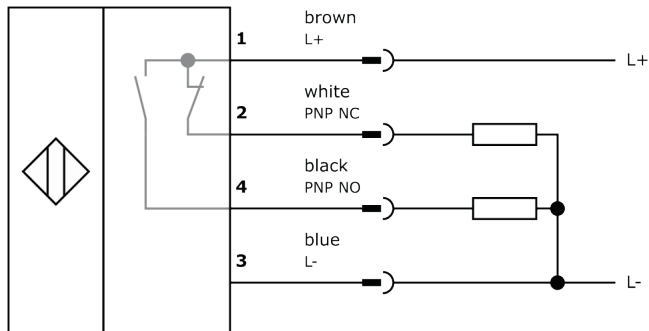 brown
1 L+
L+
white
2 PNP NC
black
4 PNP NO
blue
3 L-
L-